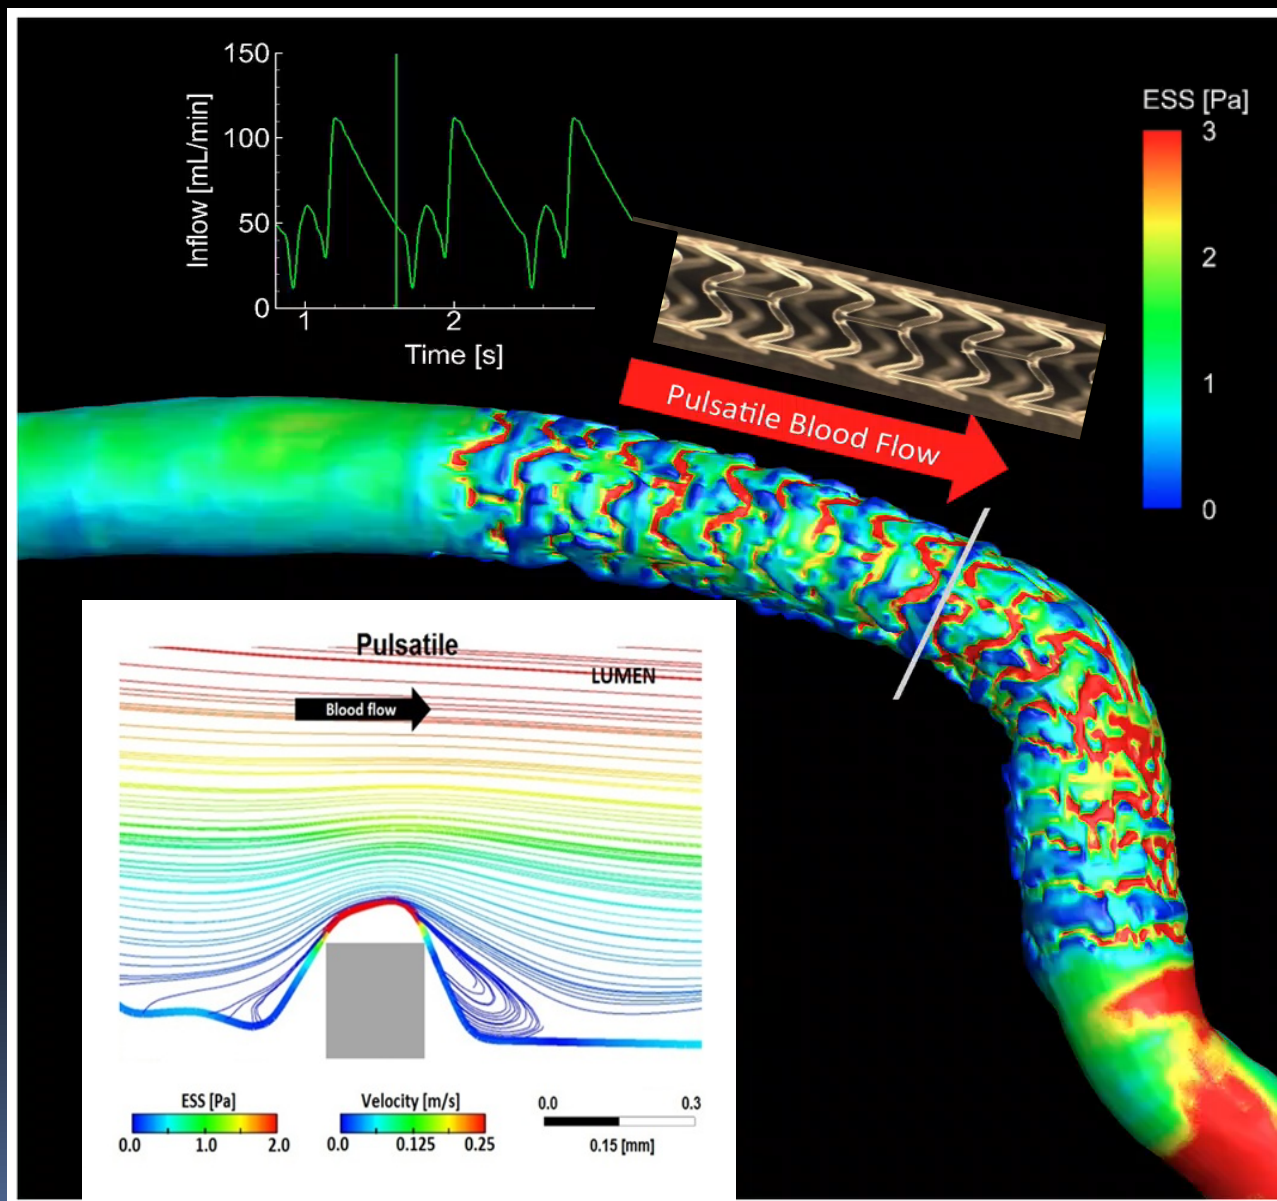 150
100
50
0
Inflow [mL/min]
1 2
Time [s]
ESS [Pa]
3
2
1
0
Pulsatile Blood Flow
Pulsatile
LUMEN
Blood flow
ESS [Pa]
0.0 1.0 2.0
Velocity [m/s]
0.0 0.125 0.25
0.0 0.3
0.15 [mm]